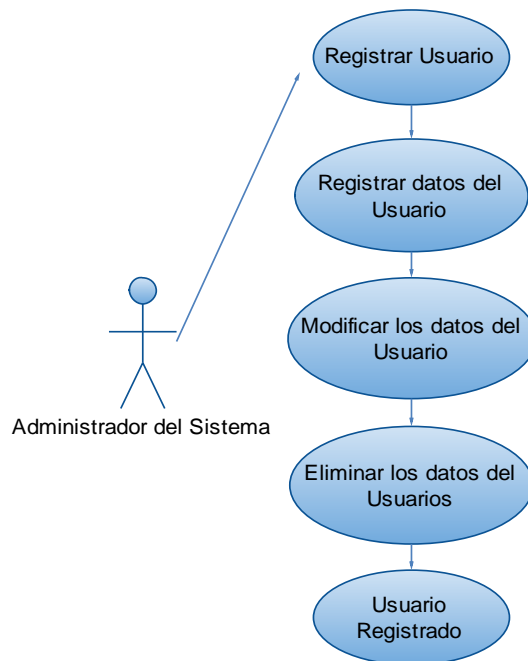 Registrar Usuario
Registrar datos del
Usuario
Modificar los datos del
Usuario
Administrador del Sistema
Eliminar los datos del
Usuarios
Usuario
Registrado